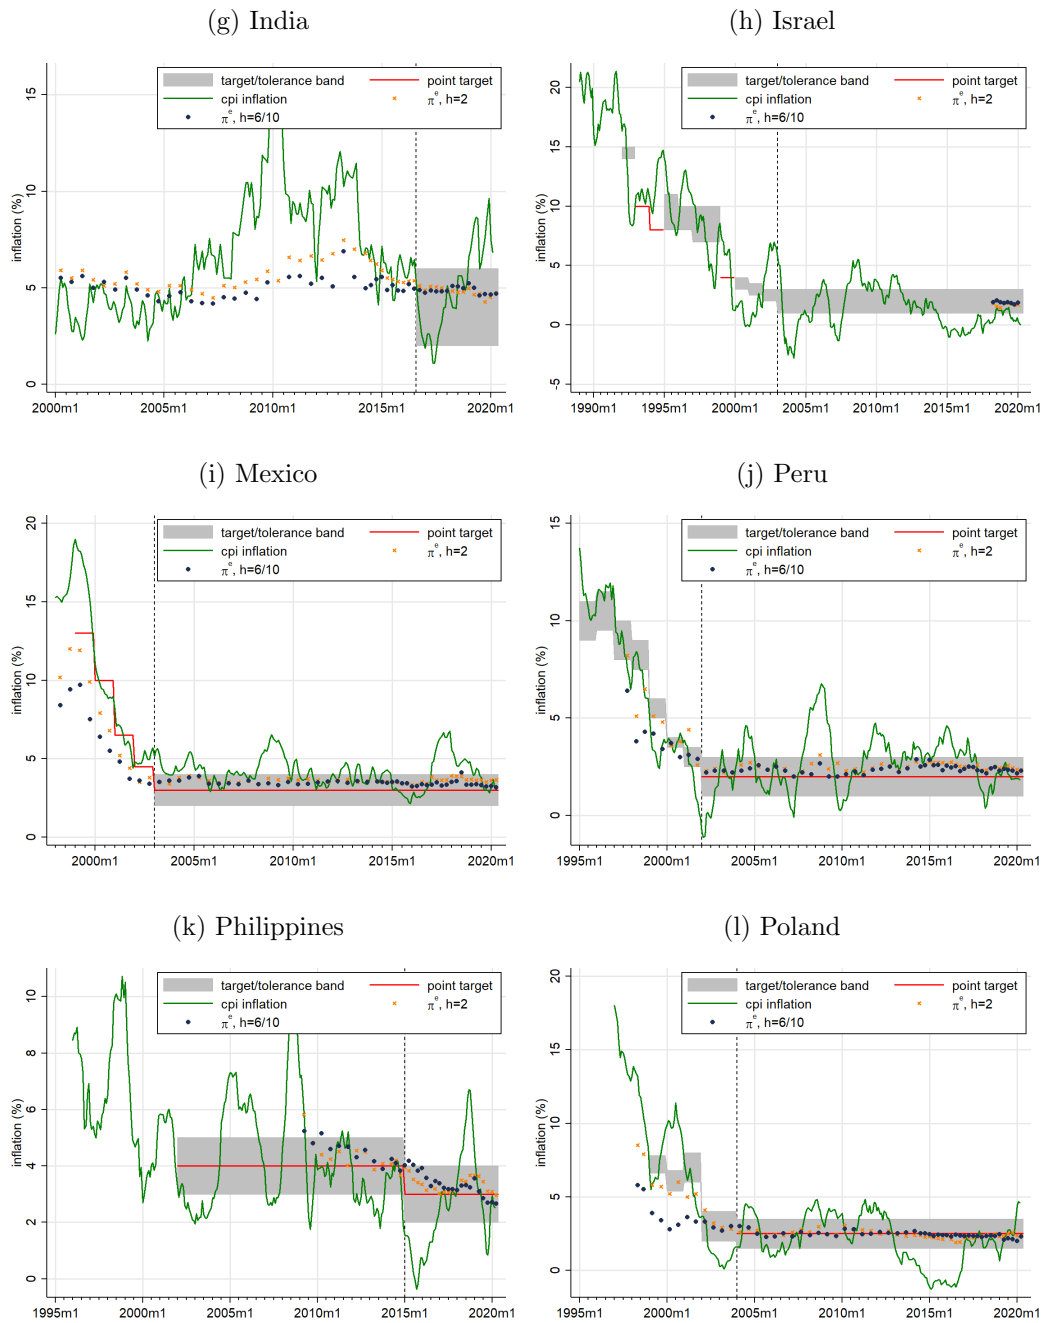 (g) India
(h) Israel
target/tolerance band
point target
cpi inflation
π^e, h=2
π^e, h=6/10
inflation (%)
15
10
5
0
2000m1 2005m1 2010m1 2015m1 2020m1
target/tolerance band
point target
cpi inflation
π^e, h=2
π^e, h=6/10
inflation (%)
20
15
10
5
0
-5
1990m1 1995m1 2000m1 2005m1 2010m1 2015m1 2020m1
(i) Mexico
(j) Peru
target/tolerance band
point target
cpi inflation
π^e, h=2
π^e, h=6/10
inflation (%)
20
15
10
5
0
2000m1 2005m1 2010m1 2015m1 2020m1
target/tolerance band
point target
cpi inflation
π^e, h=2
π^e, h=6/10
inflation (%)
15
10
5
0
1995m1 2000m1 2005m1 2010m1 2015m1 2020m1
(k) Philippines
(l) Poland
target/tolerance band
point target
cpi inflation
π^e, h=2
π^e, h=6/10
inflation (%)
10
8
6
4
2
0
1995m1 2000m1 2005m1 2010m1 2015m1 2020m1
target/tolerance band
point target
cpi inflation
π^e, h=2
π^e, h=6/10
inflation (%)
20
15
10
5
0
1995m1 2000m1 2005m1 2010m1 2015m1 2020m1